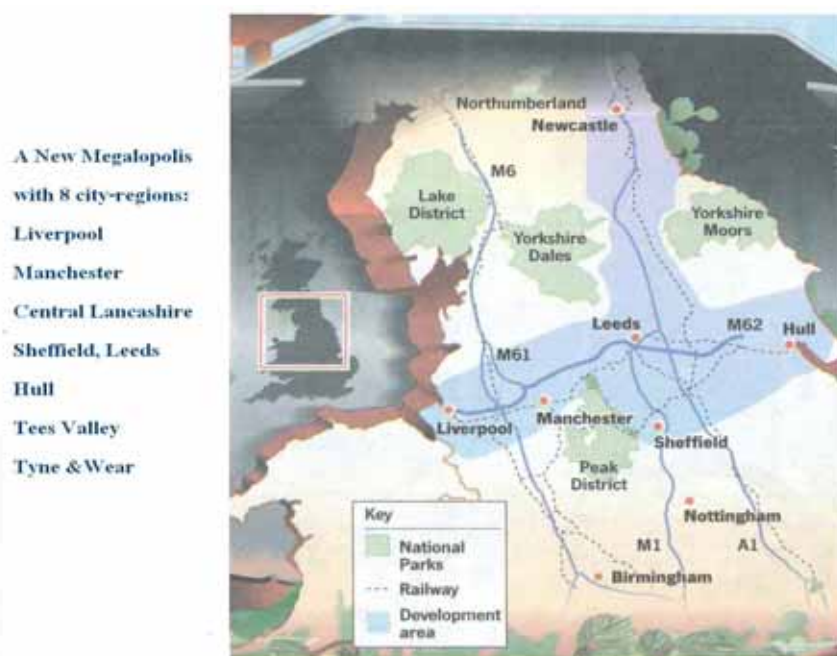 A New Megalopolis
with 8 city-regions:
Liverpool
Manchester
Central Lancashire
Sheffield, Leeds
Hull
Tees Valley
Tyne &Wear
Northumberland
Newcastle
M6
Lake
District
Yorkshire
Dales
Yorkshire
Moors
Leeds
M62
Hull
M61
Liverpool
Manchester
Sheffield
Peak
District
Nottingham
M1
A1
Birmingham
Key
National
Parks
Railway
Development
area